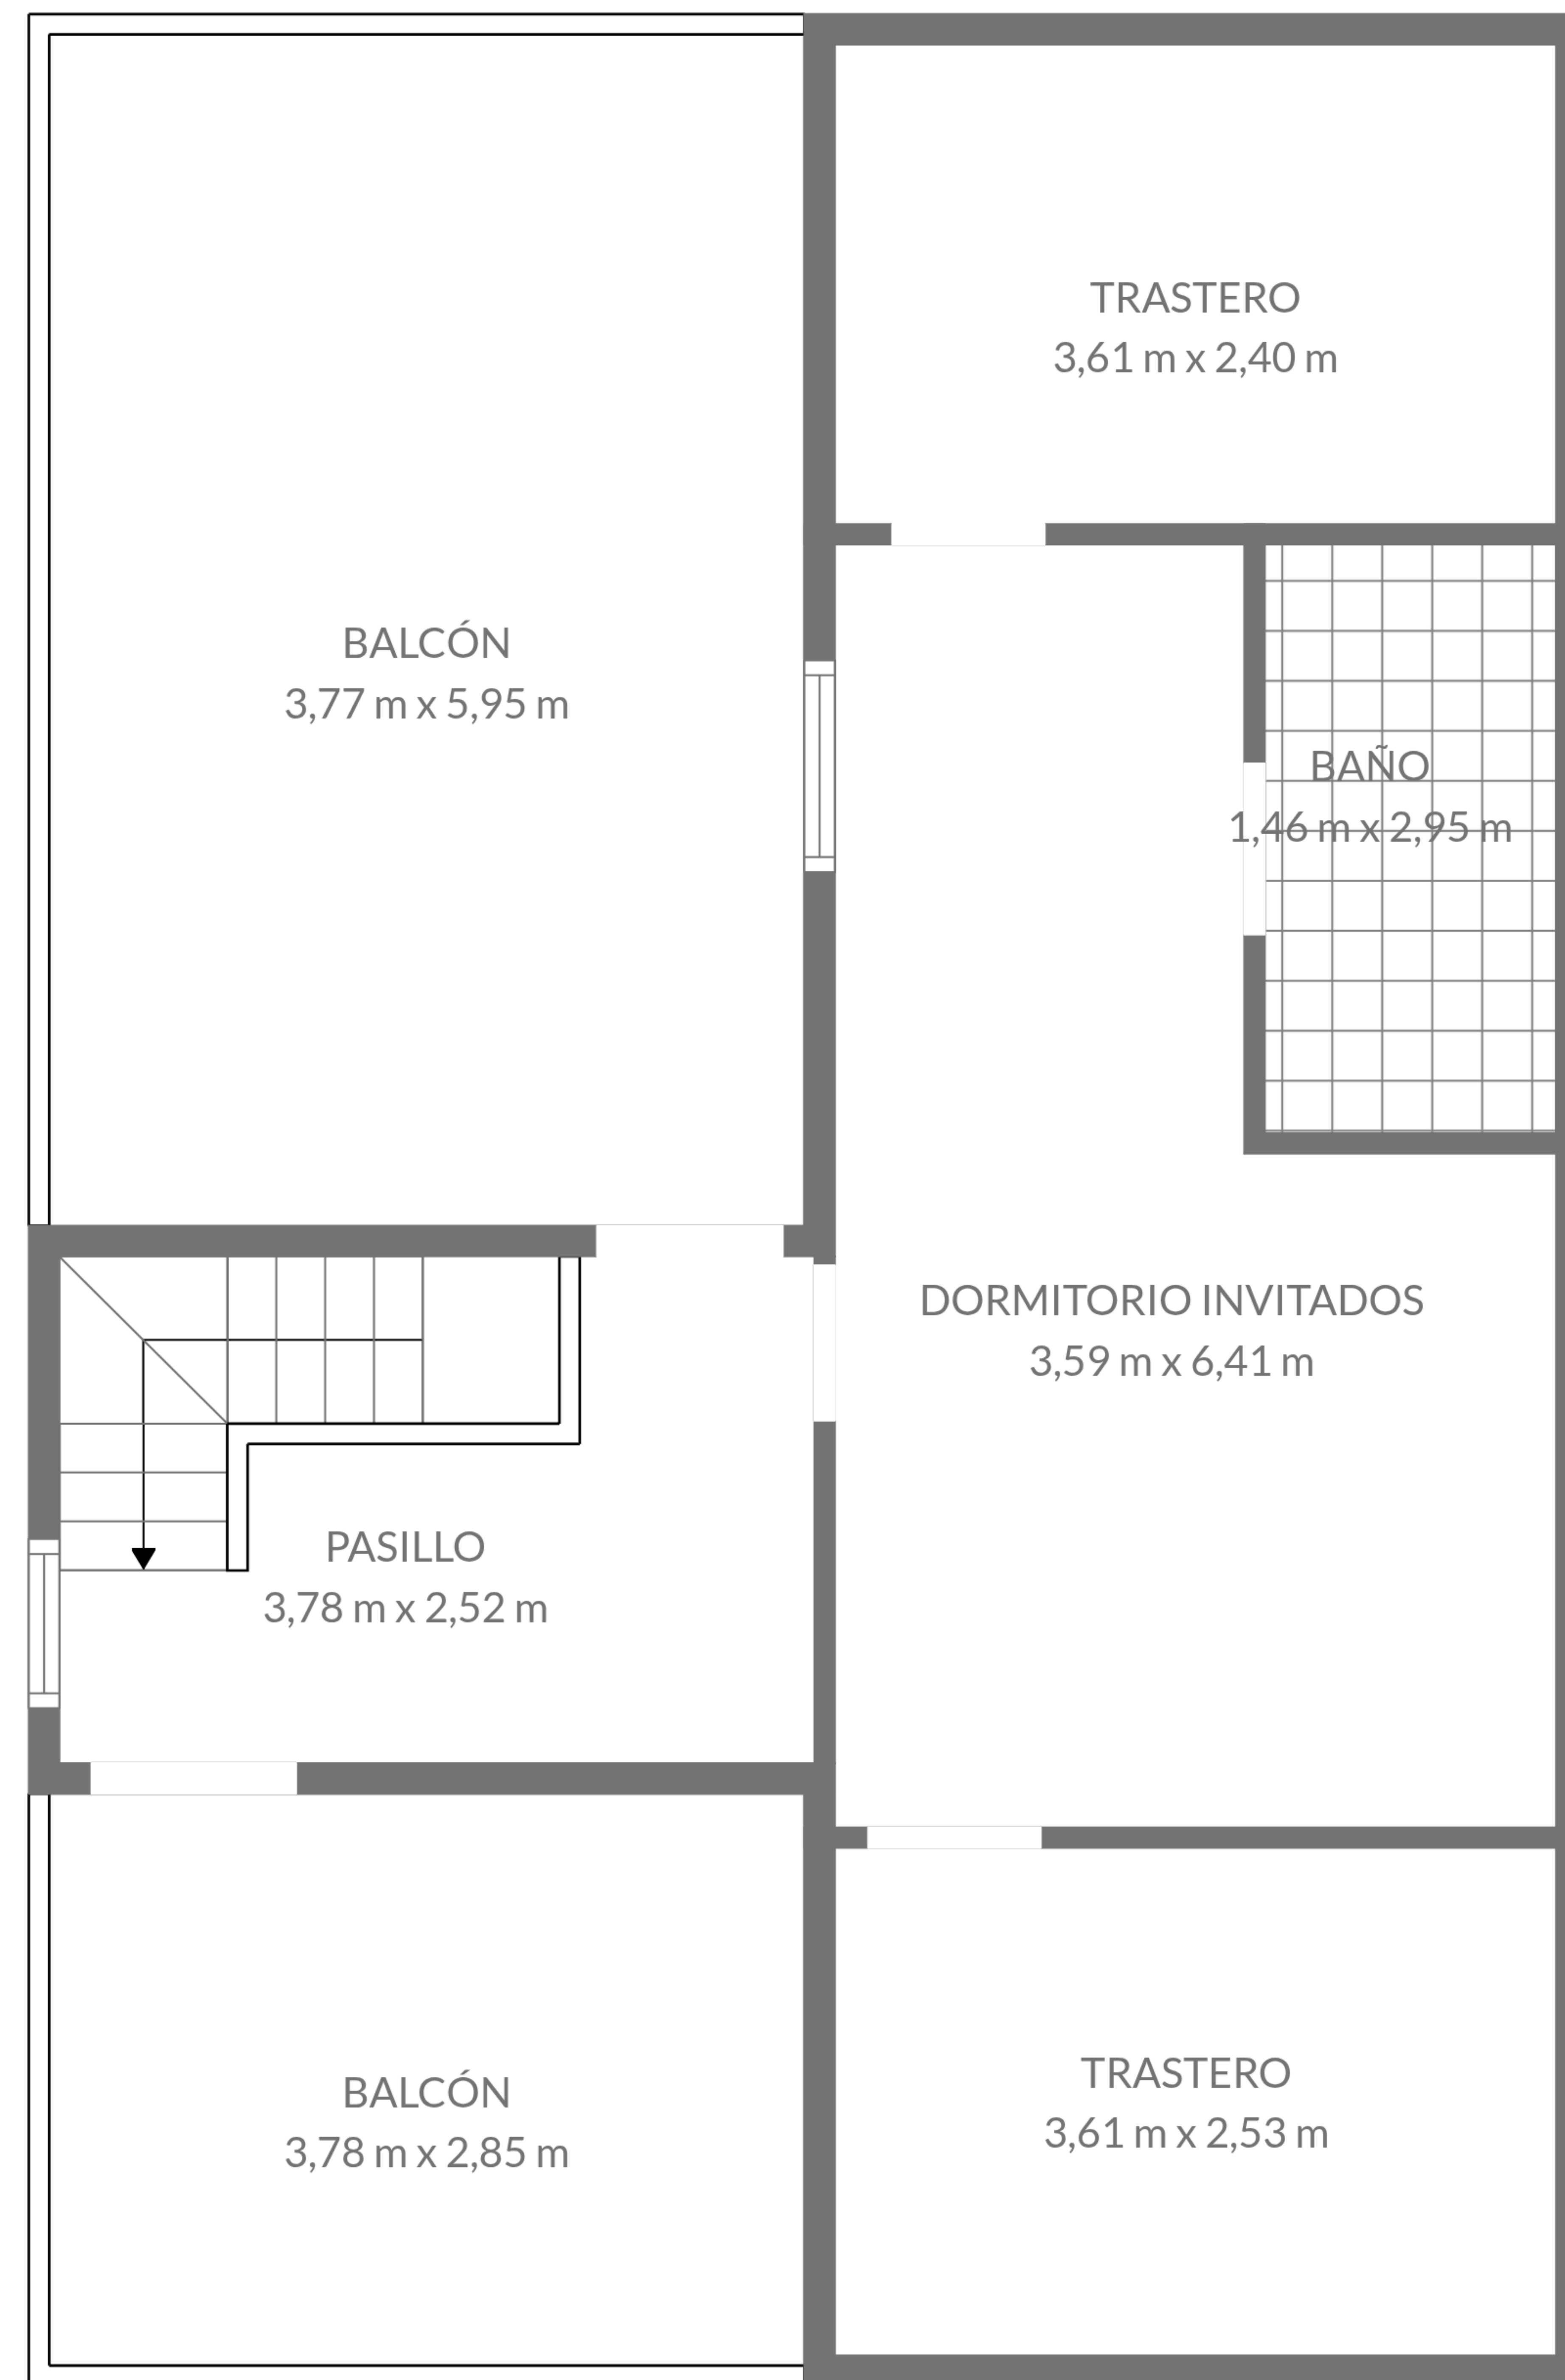 TRASTERO
3,61 m x 2,40 m
BALCÓN
3,77 m x 5,95 m
BAÑO
1,46 m x 2,95 m
DORMITORIO INVITADOS
3,59 m x 6,41 m
PASILLO
3,78 m x 2,52 m
BALCÓN
3,78 m x 2,85 m
TRASTERO
3,61 m x 2,53 m